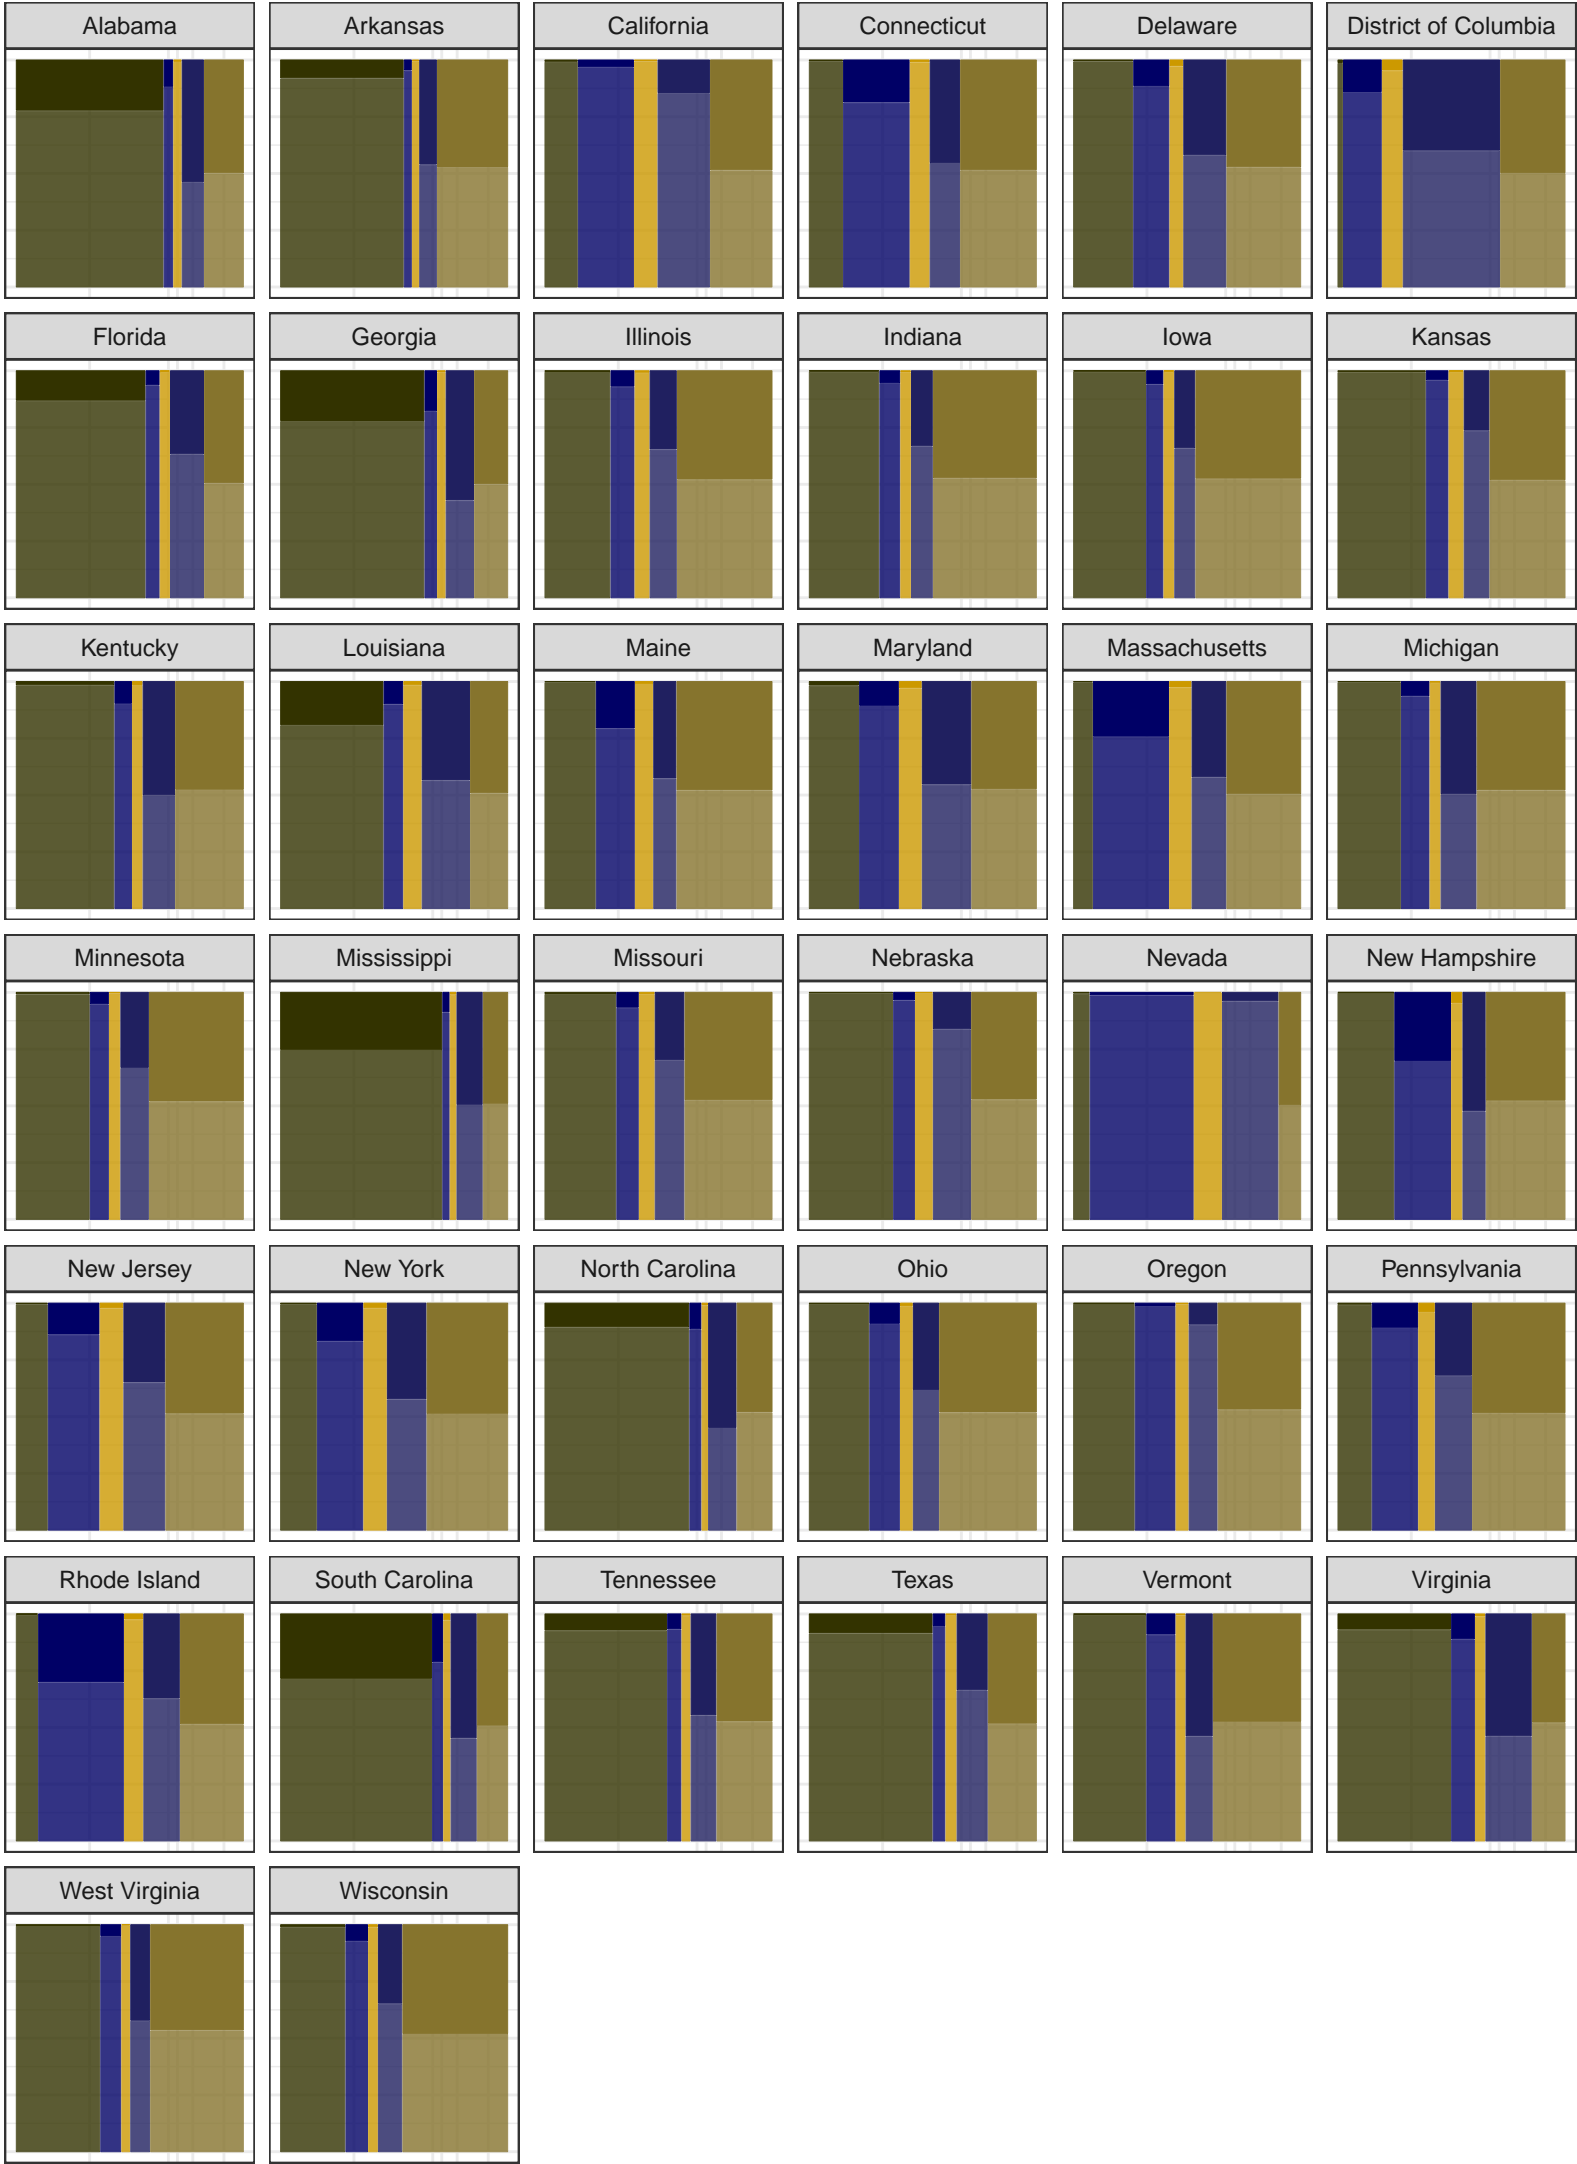 Alabama
Arkansas
California
Connecticut
Delaware
District of Columbia
Florida
Georgia
Illinois
Indiana
Iowa
Kansas
Kentucky
Louisiana
Maine
Maryland
Massachusetts
Michigan
Minnesota
Mississippi
Missouri
Nebraska
Nevada
New Hampshire
New Jersey
New York
North Carolina
Ohio
Oregon
Pennsylvania
Rhode Island
South Carolina
Tennessee
Texas
Vermont
Virginia
West Virginia
Wisconsin